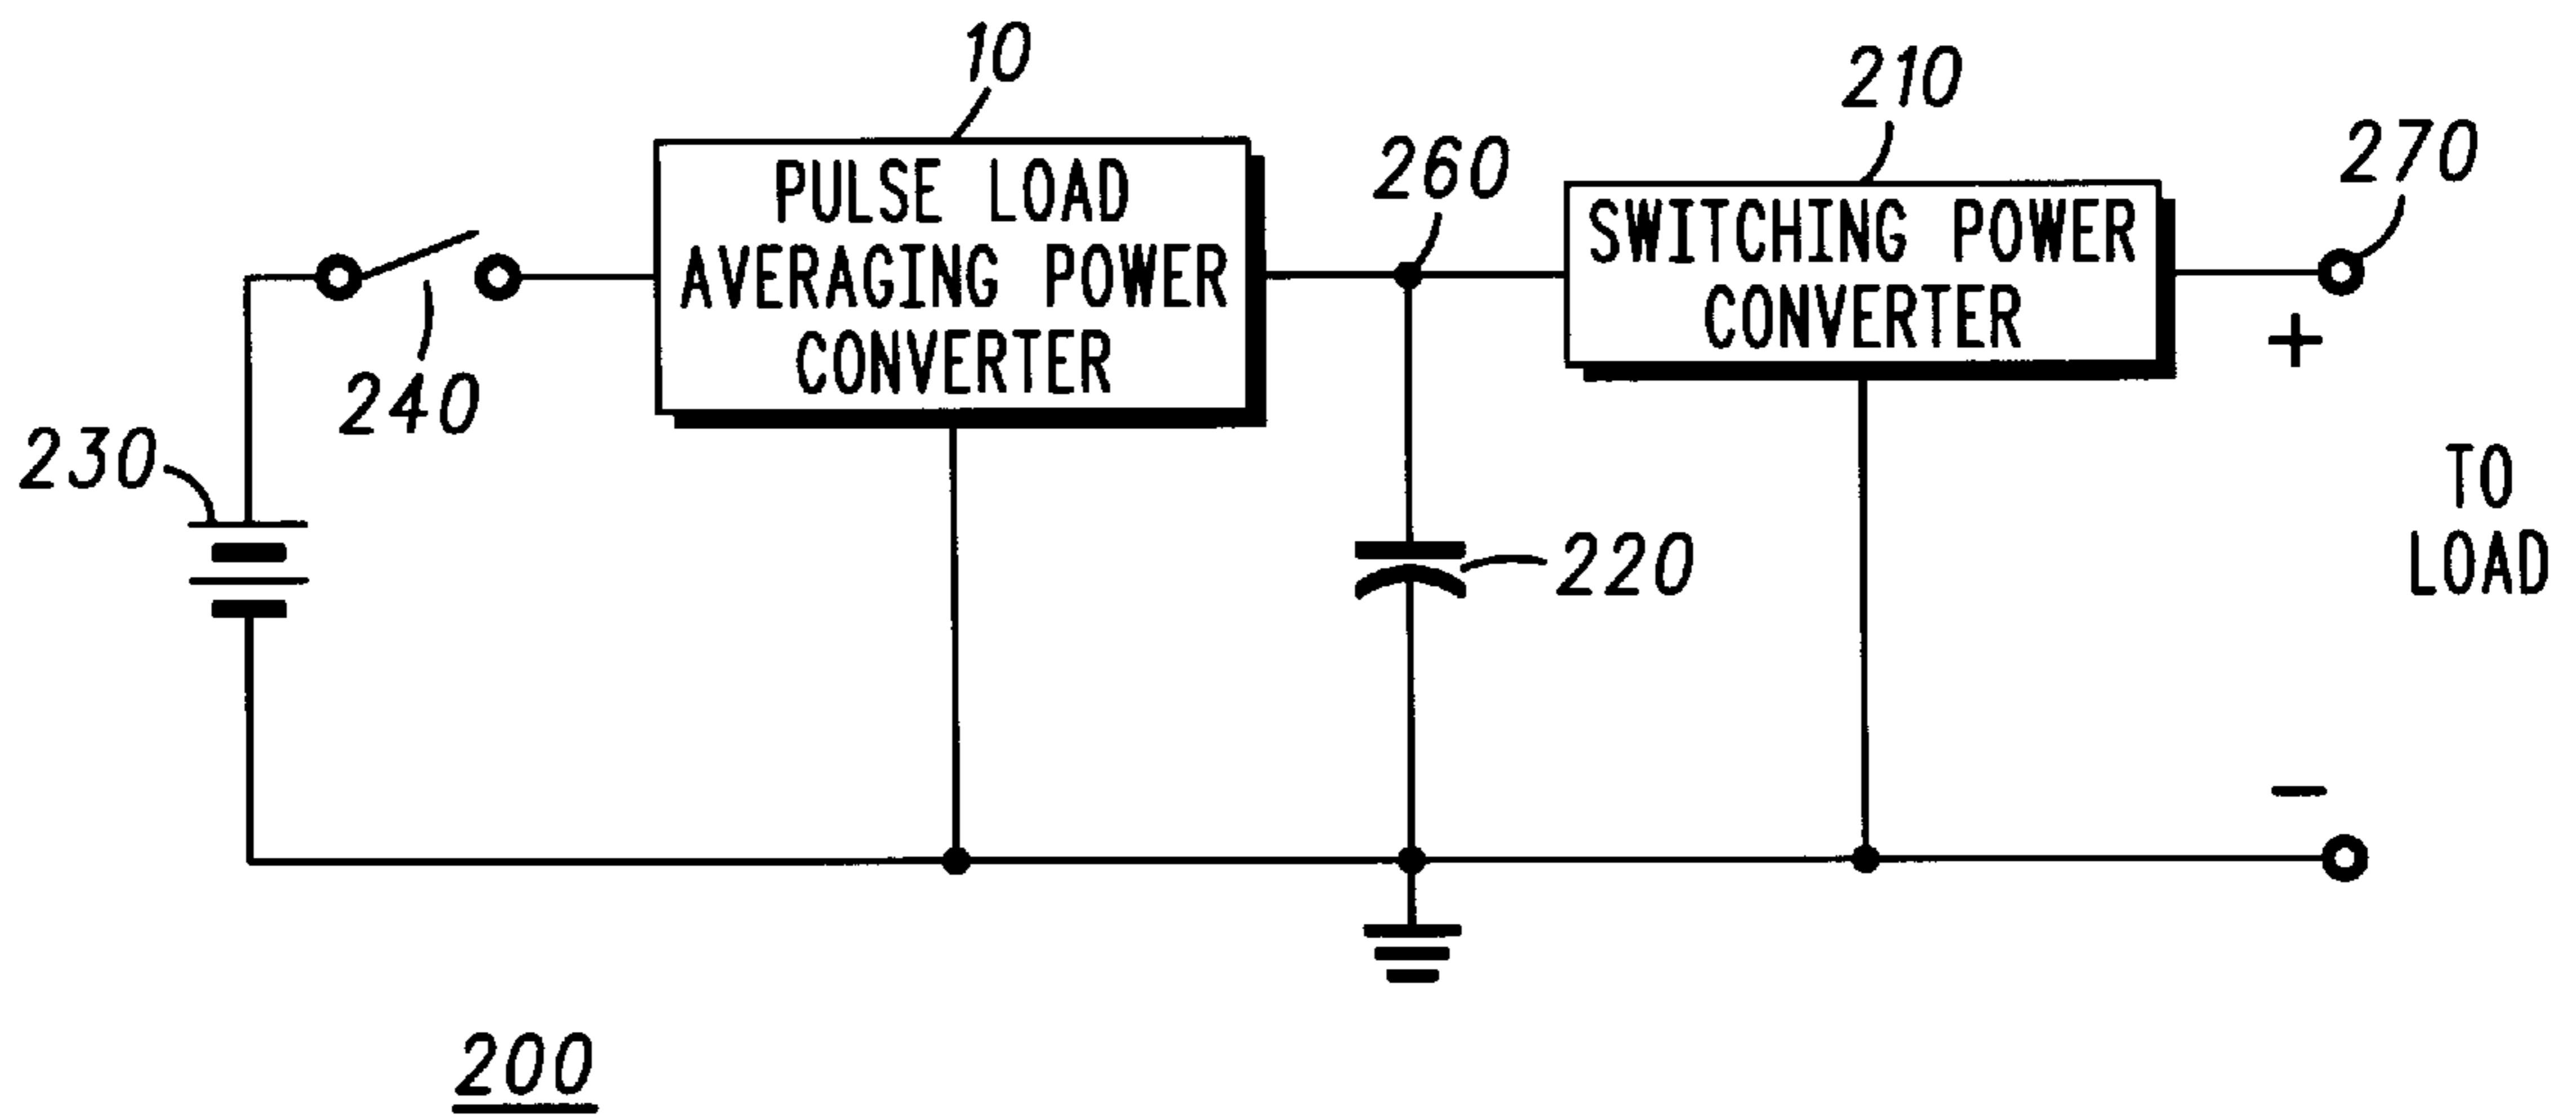 10
210
260
270
PULSE LOAD
AVERAGING POWER
CONVERTER
SWITCHING POWER
CONVERTER
240
+
230
TO
LOAD
220
−
200